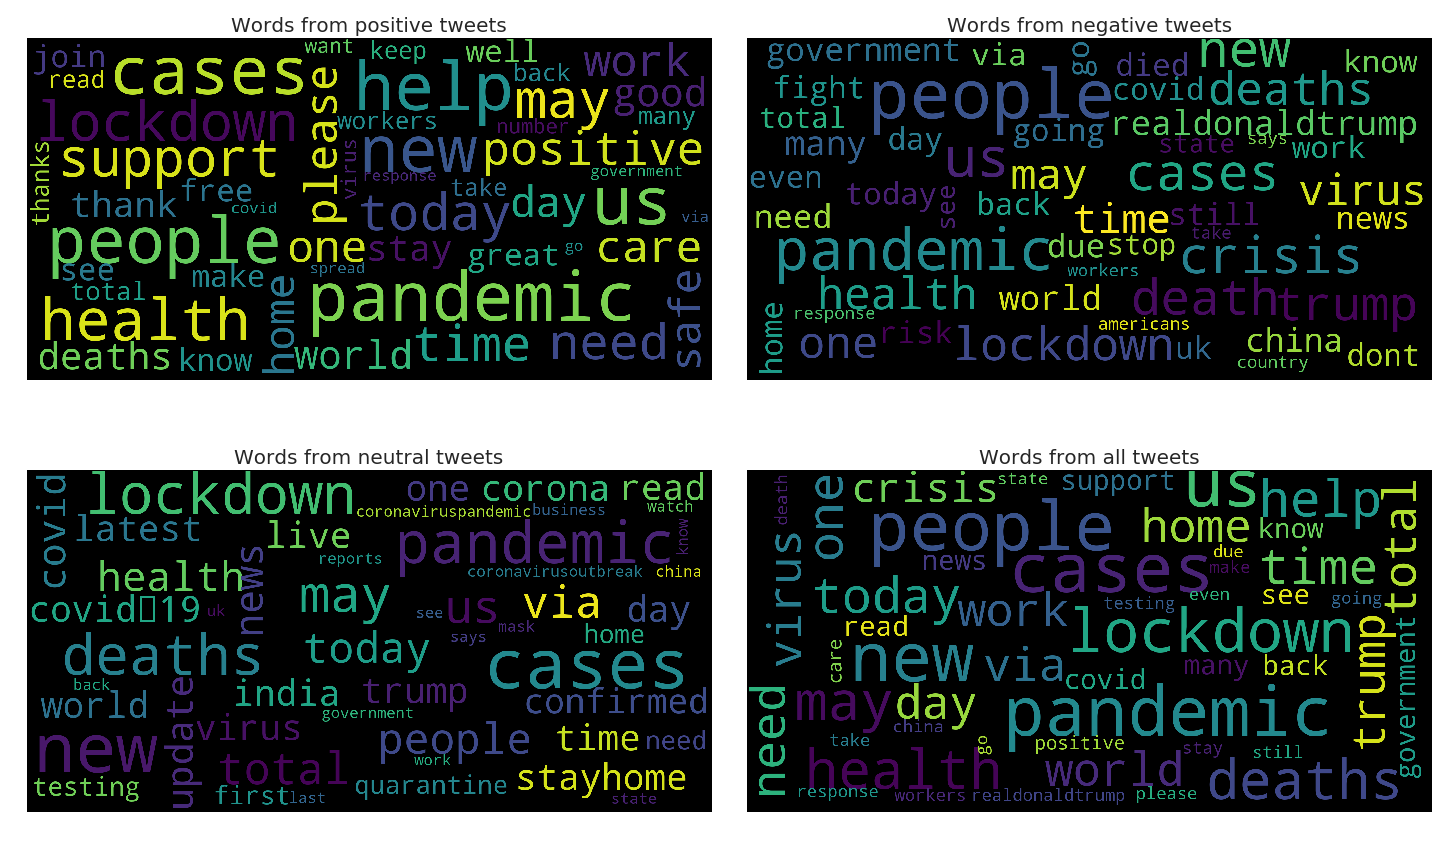 Words from positive tweets
join
want
keep
well
work
read
cases
help
back
may
good
lockdown
please
workers
number
many
support
virus
new
positive
response
government
thanks
thank
free
covid
today
take
day
us
via
people
one
stay
great
go
care
see
make
home
spread
total
pandemic
safe
health
time
need
deaths
know
world
Words from negative tweets
government
via
go
died
new
know
fight
people
covid
deaths
total
going
realdonaldtrump
many
day
us
state
says
work
even
today
see
may
cases
virus
need
back
time
still
news
take
pandemic
due
stop
crisis
workers
home
health
world
death
trump
response
one
risk
lockdown
americans
uk
china
country
dont
Words from neutral tweets
covid
lockdown
one
corona
read
latest
coronaviruspandemic
business
watch
live
pandemic
know
news
reports
health
coronavirusoutbreak
china
covid▯19
uk
may
see
us
via
day
says
mask
home
deaths
today
cases
back
india
trump
confirmed
world
update
virus
government
new
people
time
need
total
work
testing
first
last
quarantine
stayhome
state
Words from all tweets
death
one
crisis
state
support
us
help
total
people
home
know
virus
news
cases
due
make
time
today
work
testing
even
see
going
read
lockdown
care
new
via
many
back
trump
government
covid
need
may
day
china
pandemic
take
go
positive
stay
still
health
world
deaths
response
workers
realdonaldtrump
please